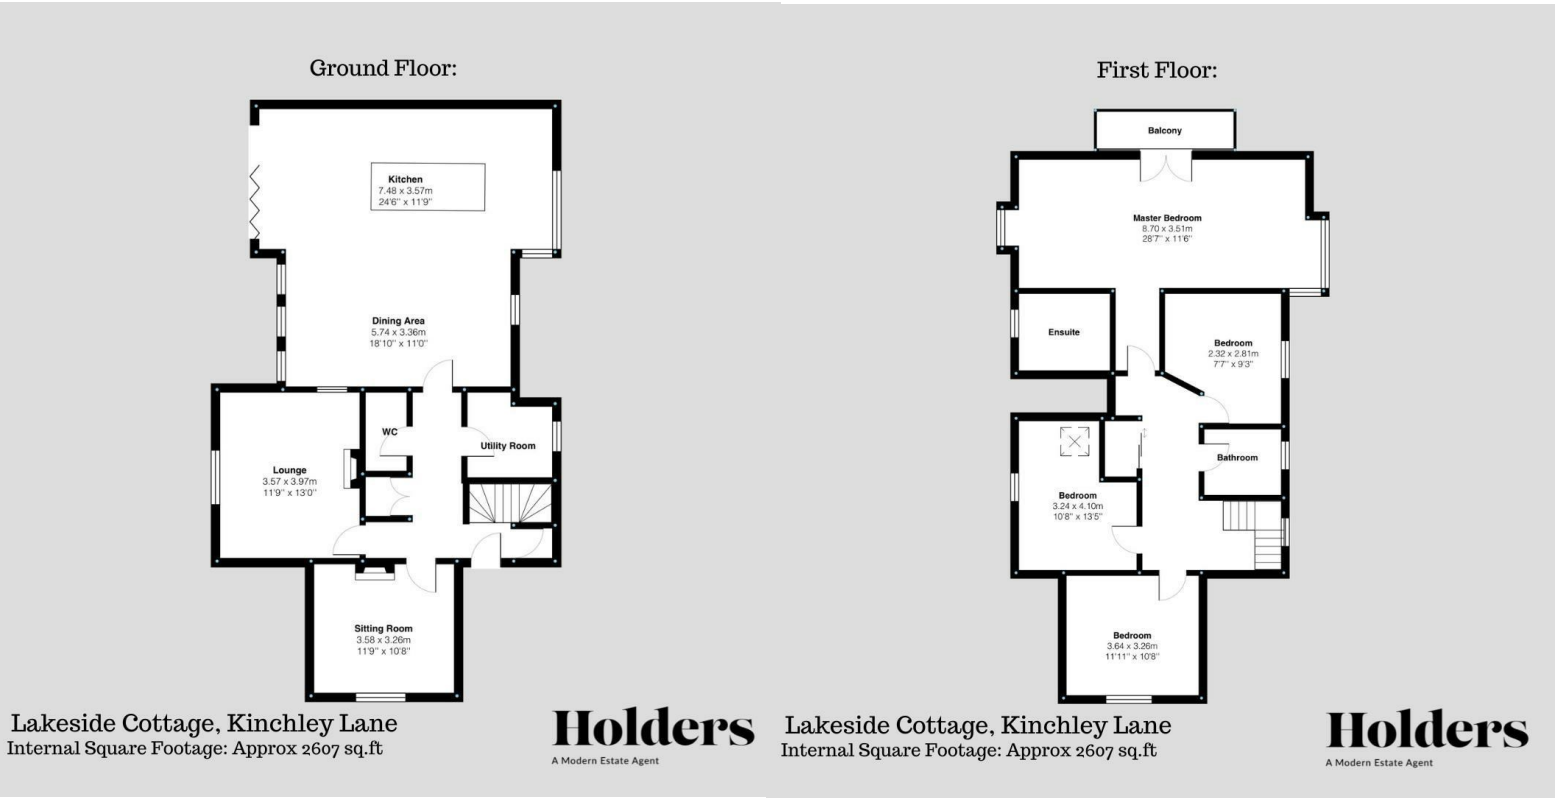 Ground Floor:
Kitchen
7.48 x 3.57m
24'6" x 11'9"
Dining Area
5.74 x 3.36m
18'10" x 11'0"
WC
Utility Room
Lounge
3.57 x 3.97m
11'9" x 13'0"
Sitting Room
3.58 x 3.26m
11'9" x 10'8"
Lakeside Cottage, Kinchley Lane
Internal Square Footage: Approx 2607 sq.ft
Holders
A Modern Estate Agent
First Floor:
Balcony
Master Bedroom
8.70 x 3.51m
28'7" x 11'6"
Ensuite
Bedroom
2.32 x 2.81m
7'7" x 9'3"
Bathroom
Bedroom
3.24 x 4.10m
10'8" x 13'5"
Bedroom
3.64 x 3.26m
11'11" x 10'8"
Lakeside Cottage, Kinchley Lane
Internal Square Footage: Approx 2607 sq.ft
Holders
A Modern Estate Agent